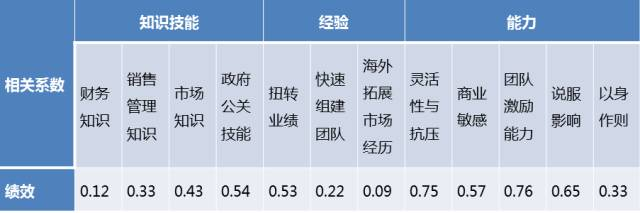 相关系数 知识技能 经验 能力
财务知识 销售管理知识 市场知识 政府公关技能 扭转业绩 快速组建团队 海外拓展市场经历 灵活性与抗压 商业敏感 团队激励能力 说服影响 以身作则
绩效 0.12 0.33 0.43 0.54 0.53 0.22 0.09 0.75 0.57 0.76 0.65 0.33